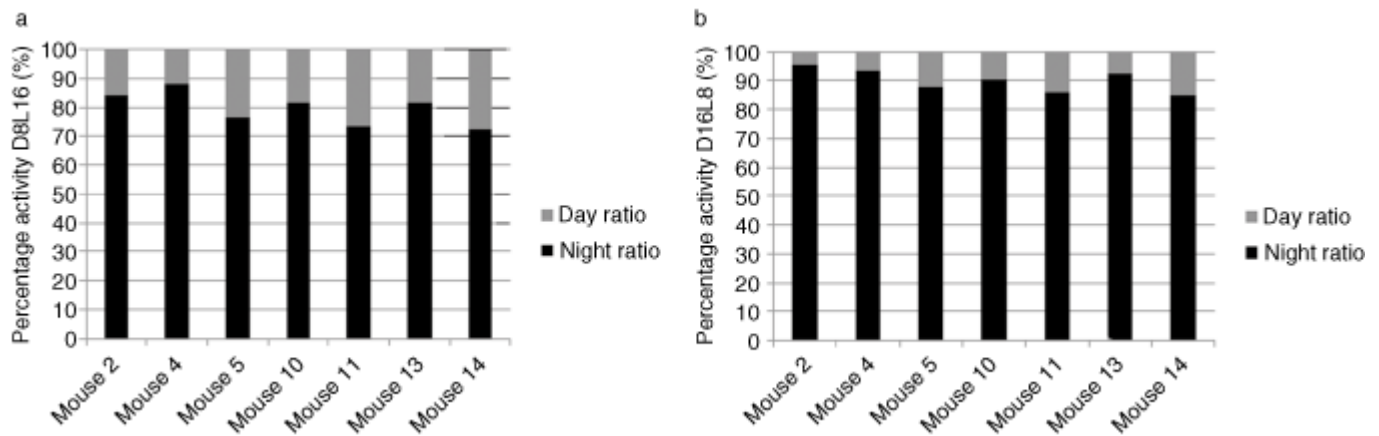 a
Percentage activity D8L16 (%)
100
90
80
70
60
50
40
30
20
10
0
Mouse 2
Mouse 4
Mouse 5
Mouse 10
Mouse 11
Mouse 13
Mouse 14
Day ratio
Night ratio
b
Percentage activity D16L8 (%)
100
90
80
70
60
50
40
30
20
10
0
Mouse 2
Mouse 4
Mouse 5
Mouse 10
Mouse 11
Mouse 13
Mouse 14
Day ratio
Night ratio